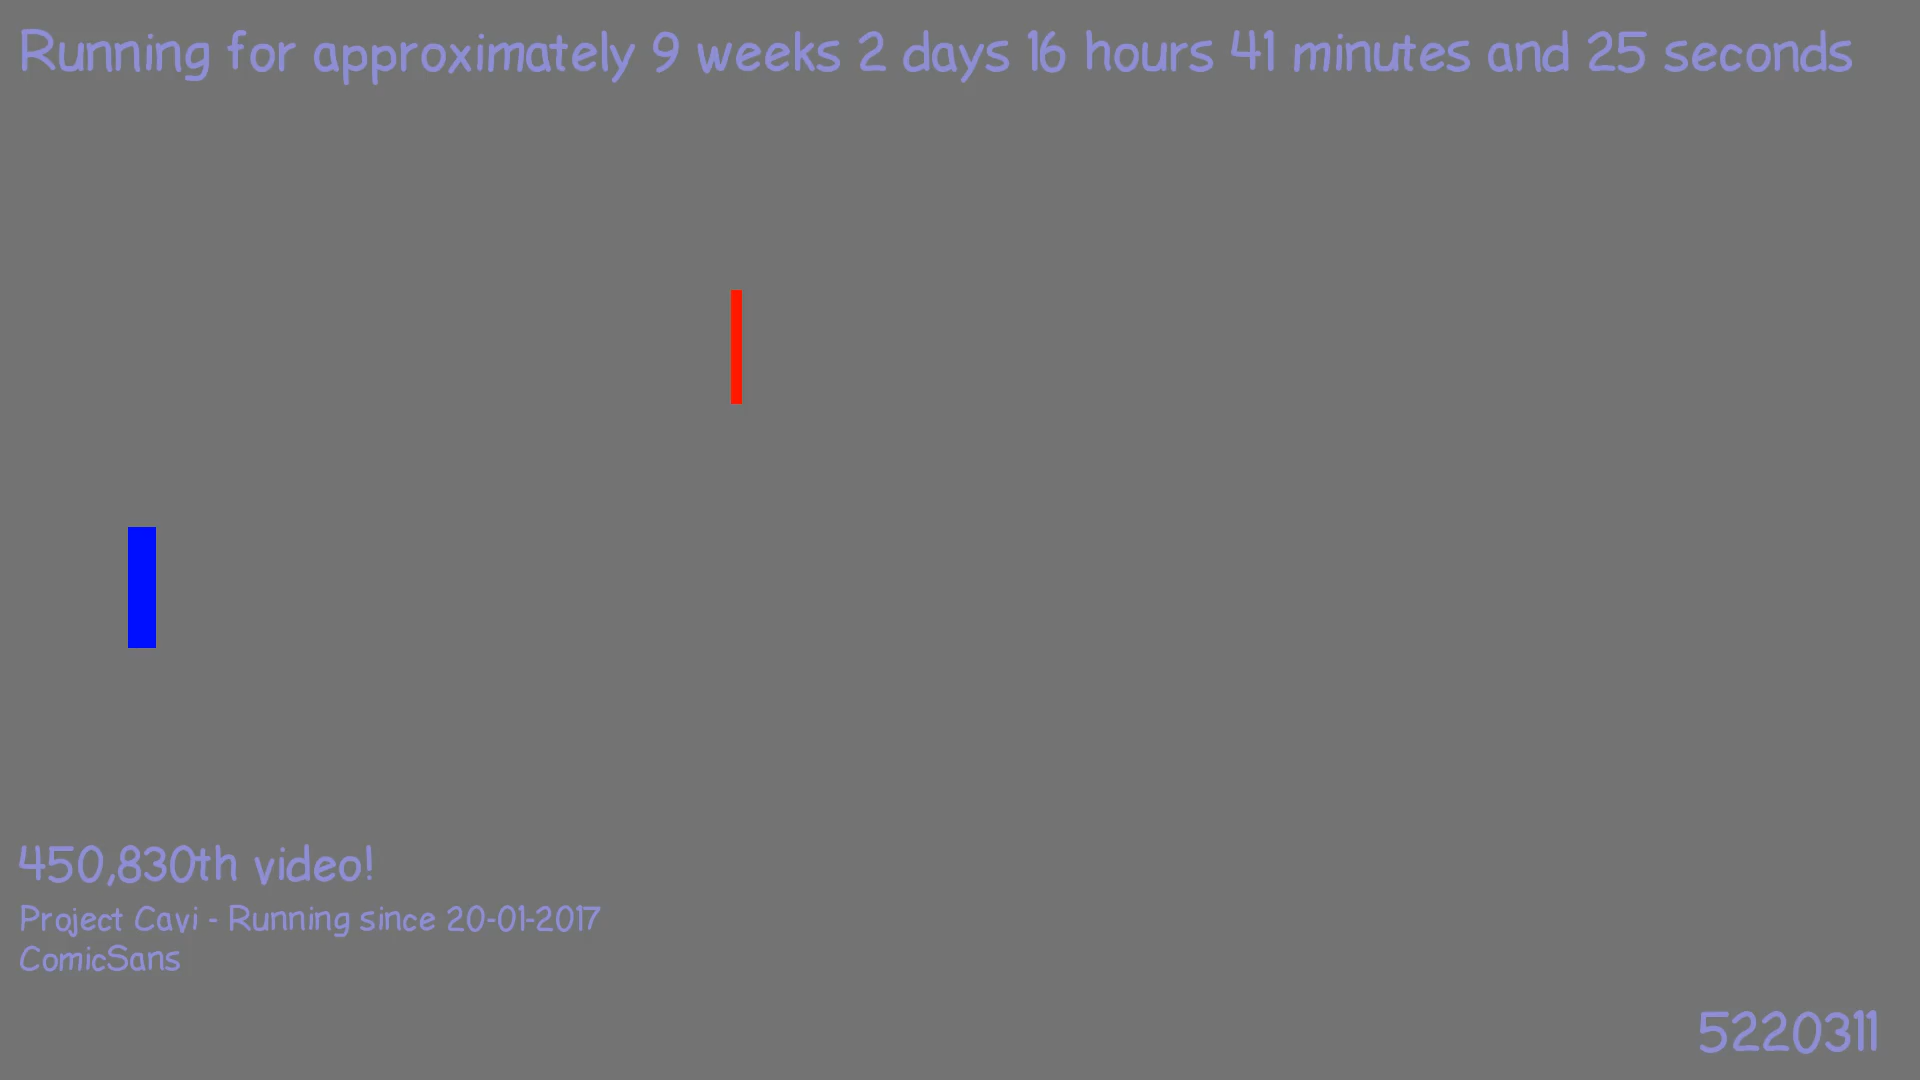 Running for approximately 9 weeks 2 days 16 hours 41 minutes and 25 seconds
450,830th video!
Project Cavi - Running since 20-01-2017
ComicSans
5220311